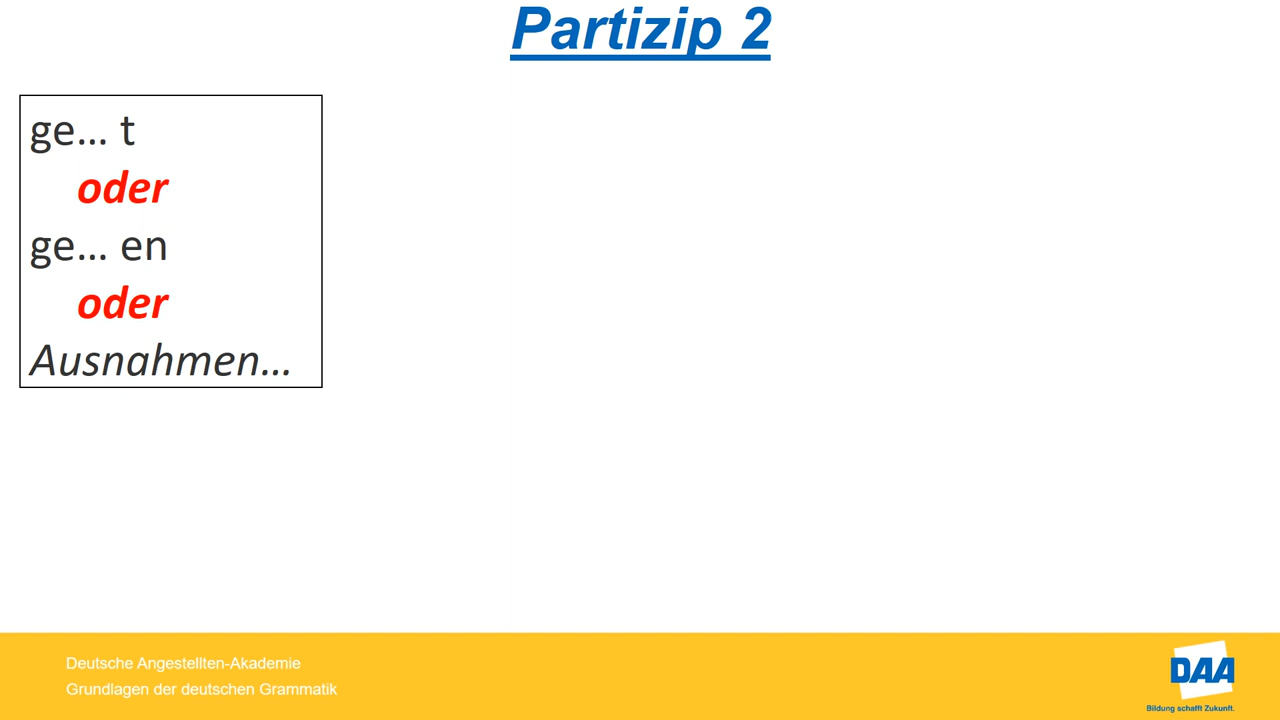 Partizip 2
ge... t
oder
ge... en
oder
Ausnahmen...
Deutsche Angestellten-Akademie
Grundlagen der deutschen Grammatik
DAA
Bildung schafft Zukunft.